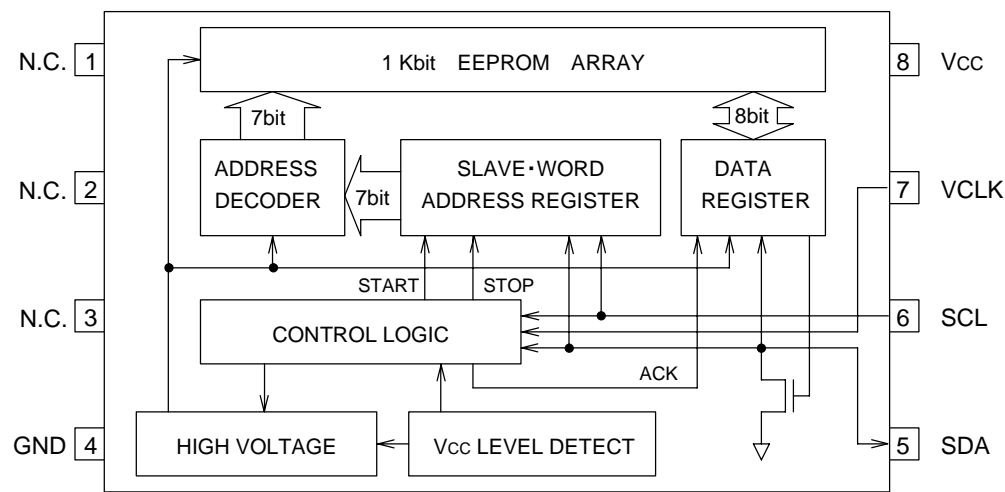 N.C. 1
1 Kbit EEPROM ARRAY
8 VCC
7bit
8bit
N.C. 2
ADDRESS
DECODER
7bit
SLAVE・WORD
ADDRESS REGISTER
DATA
REGISTER
7 VCLK
START
STOP
N.C. 3
CONTROL LOGIC
6 SCL
ACK
GND 4
HIGH VOLTAGE
VCC LEVEL DETECT
5 SDA